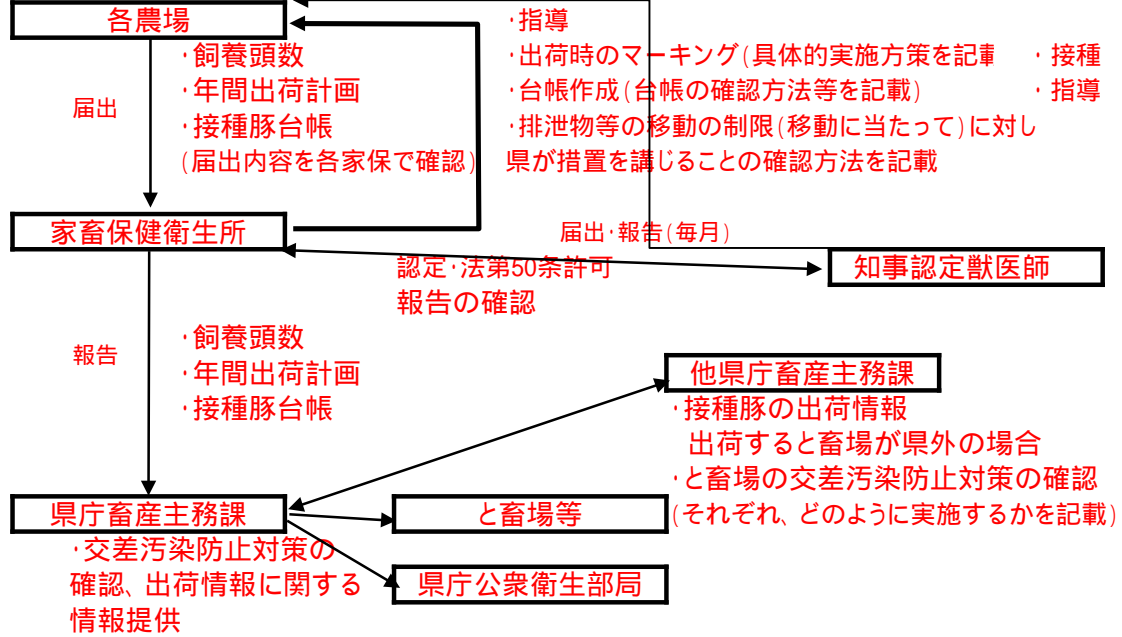 各農場
・飼養頭数
・年間出荷計画
・接種豚台帳
(届出内容を各家保で確認)
届出
・指導
・出荷時のマーキング(具体的実施方策を記載
・台帳作成(台帳の確認方法等を記載)
・排泄物等の移動の制限(移動に当たって)に対し
県が措置を講じることの確認方法を記載
・接種
・指導
家畜保健衛生所
届出・報告(毎月)
認定・法第50条許可
報告の確認
知事認定獣医師
報告
・飼養頭数
・年間出荷計画
・接種豚台帳
他県庁畜産主務課
・接種豚の出荷情報
出荷すると畜場が県外の場合
・と畜場の交差汚染防止対策の確認
(それぞれ、どのように実施するかを記載)
県庁畜産主務課
・交差汚染防止対策の
確認、出荷情報に関する
情報提供
と畜場等
県庁公衆衛生部局